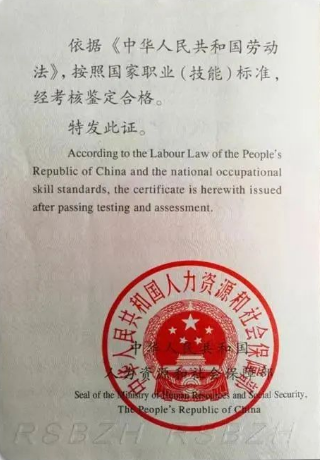 依据《中华人民共和国劳动
法》，按照国家职业（技能）标准，
经考核鉴定合格。
特发此证。
According to the Labour Law of the People's
Republic of China and the national occupational
skill standards, the certificate is herewith issued
after passing testing and assessment.
中华人民共和国人力资源和社会保障部
中华人民共和国
人力资源和社会保障部
Seal of the Ministry of Human Resources and Social Security,
The People's Republic of China
RSBZH RSBZH